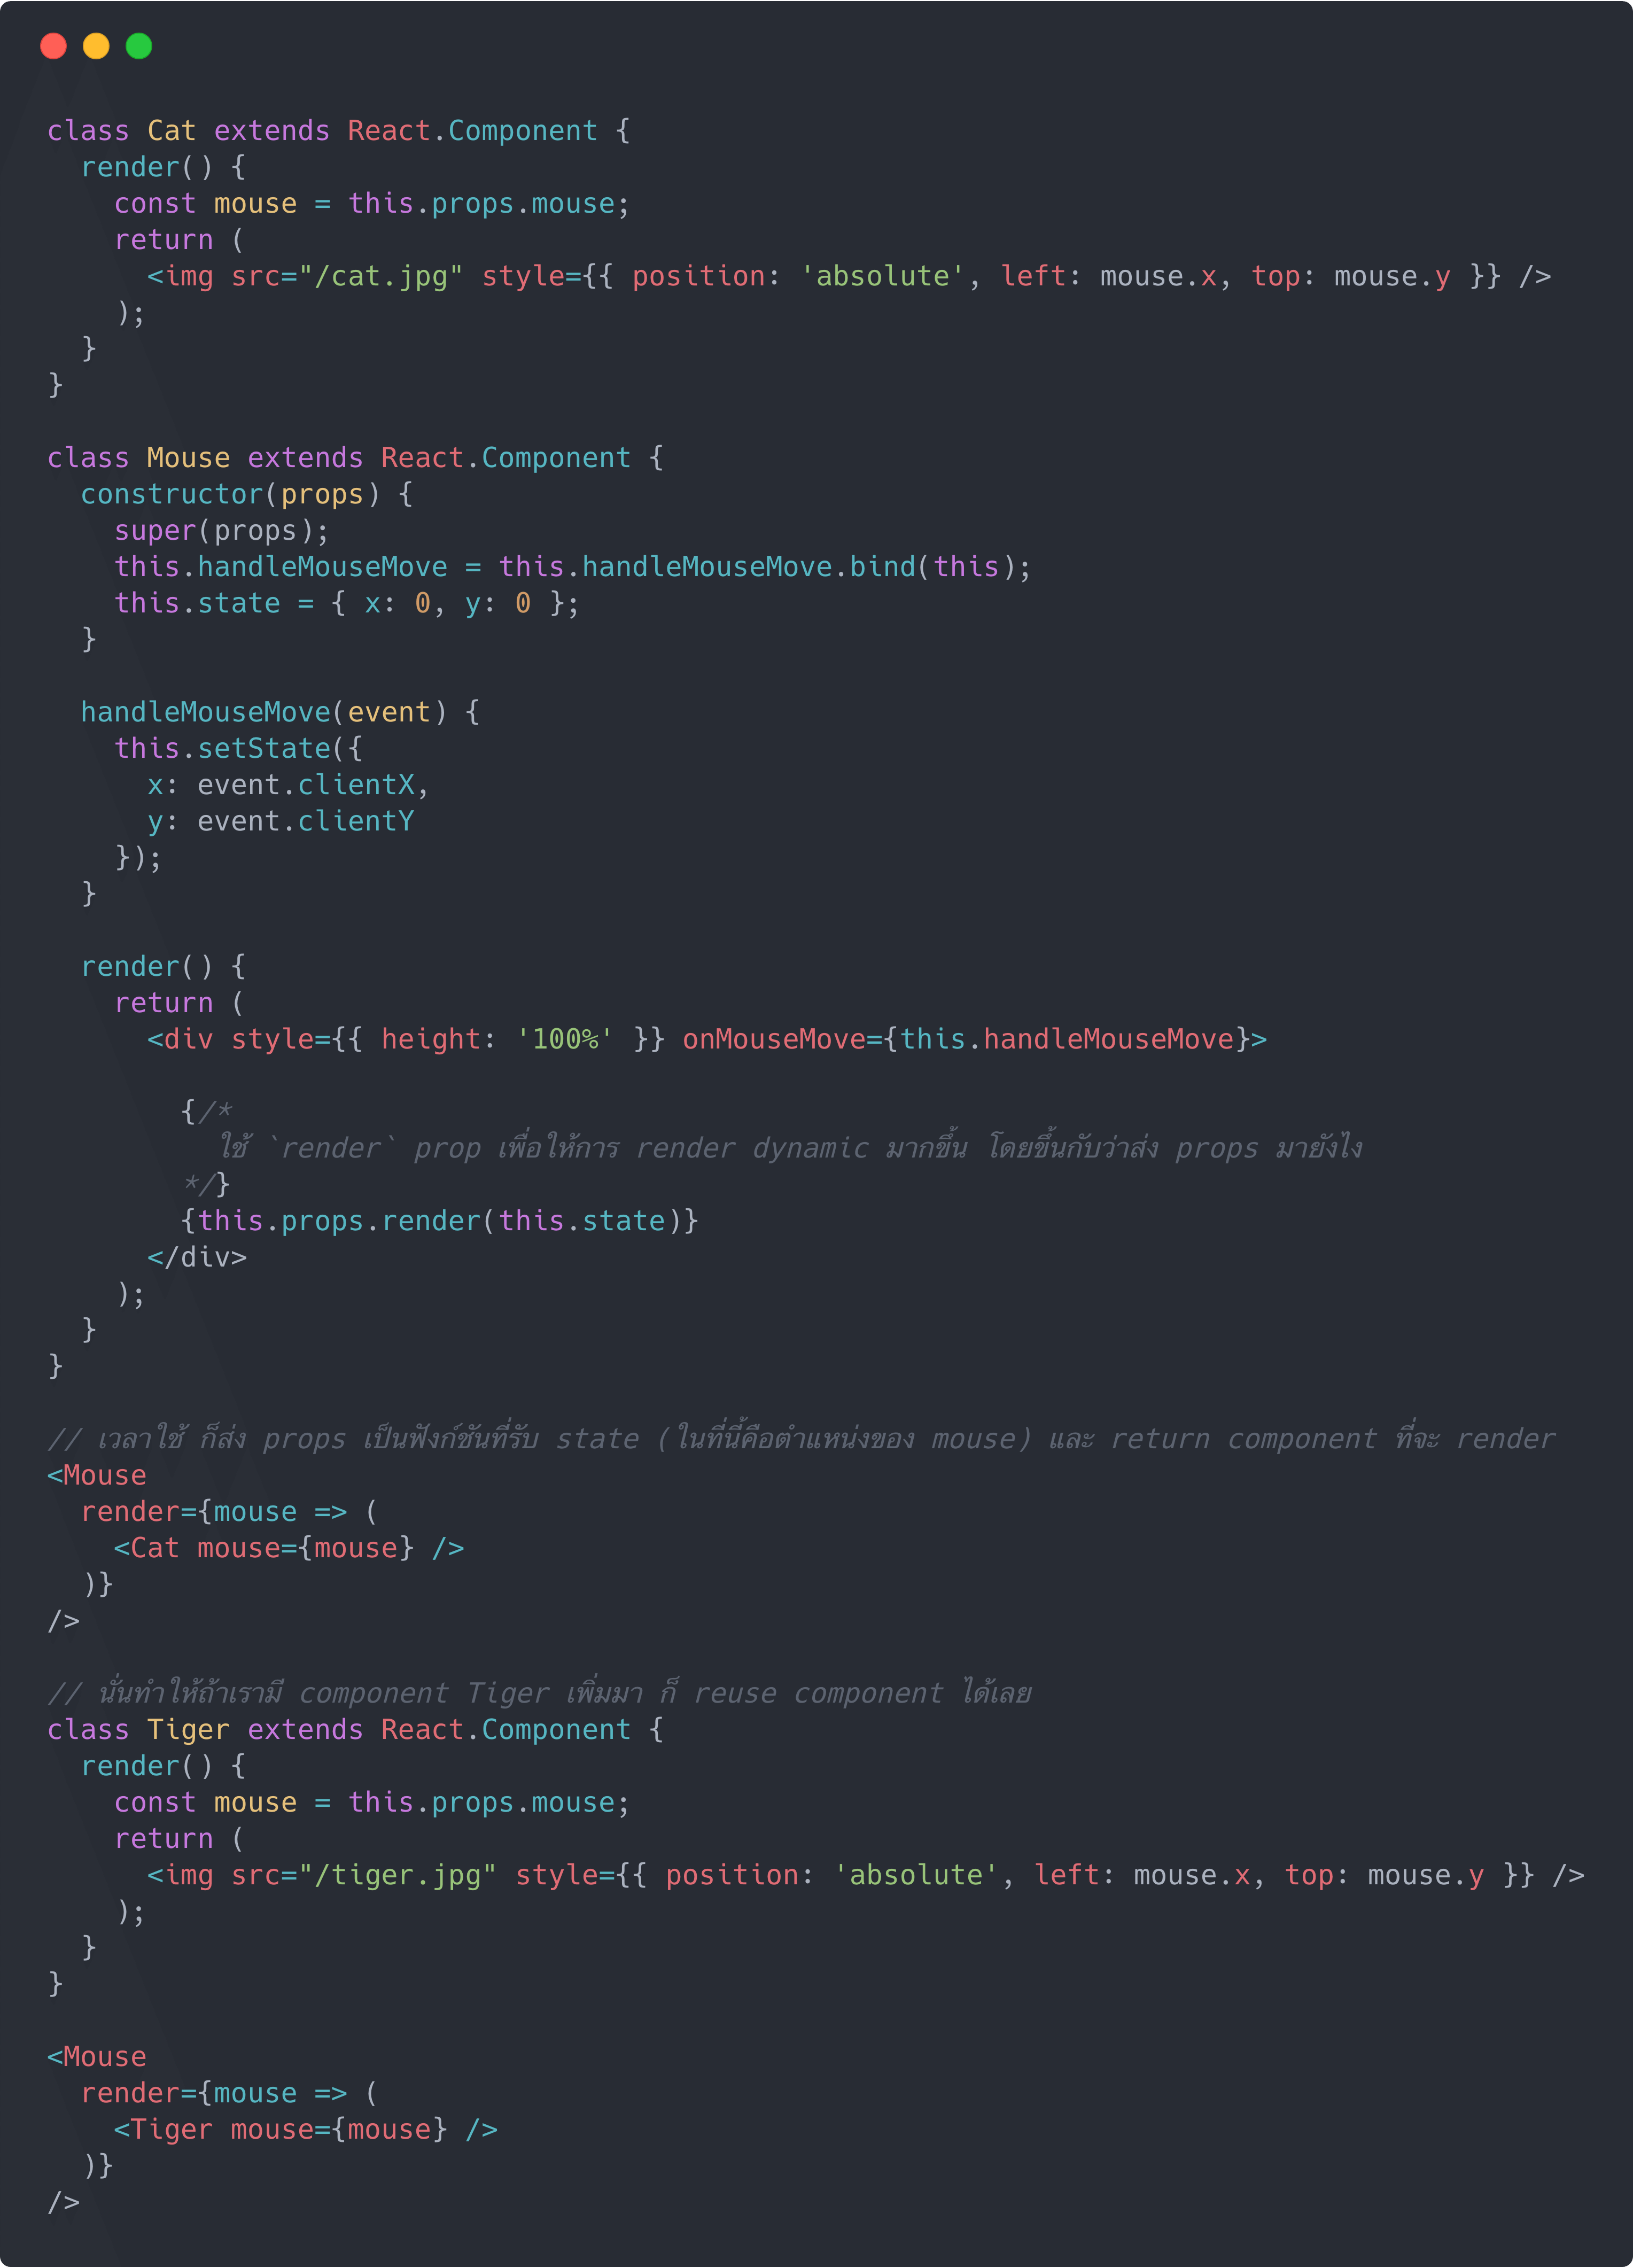 class Cat extends React.Component {
  render() {
    const mouse = this.props.mouse;
    return (
      <img src="/cat.jpg" style={{ position: 'absolute', left: mouse.x, top: mouse.y }} />
    );
  }
}

class Mouse extends React.Component {
  constructor(props) {
    super(props);
    this.handleMouseMove = this.handleMouseMove.bind(this);
    this.state = { x: 0, y: 0 };
  }

  handleMouseMove(event) {
    this.setState({
      x: event.clientX,
      y: event.clientY
    });
  }

  render() {
    return (
      <div style={{ height: '100%' }} onMouseMove={this.handleMouseMove}>

        {/*
          ใช้ `render` prop เพื่อให้การ render dynamic มากขึ้น โดยขึ้นกับว่าส่ง props มายังไง
        */}
        {this.props.render(this.state)}
      </div>
    );
  }
}

// เวลาใช้ ก็ส่ง props เป็นฟังก์ชันที่รับ state (ในที่นี้คือตำแหน่งของ mouse) และ return component ที่จะ render
<Mouse
  render={mouse => (
    <Cat mouse={mouse} />
  )}
/>

// นั่นทำให้ถ้าเรามี component Tiger เพิ่มมา ก็ reuse component ได้เลย
class Tiger extends React.Component {
  render() {
    const mouse = this.props.mouse;
    return (
      <img src="/tiger.jpg" style={{ position: 'absolute', left: mouse.x, top: mouse.y }} />
    );
  }
}

<Mouse
  render={mouse => (
    <Tiger mouse={mouse} />
  )}
/>